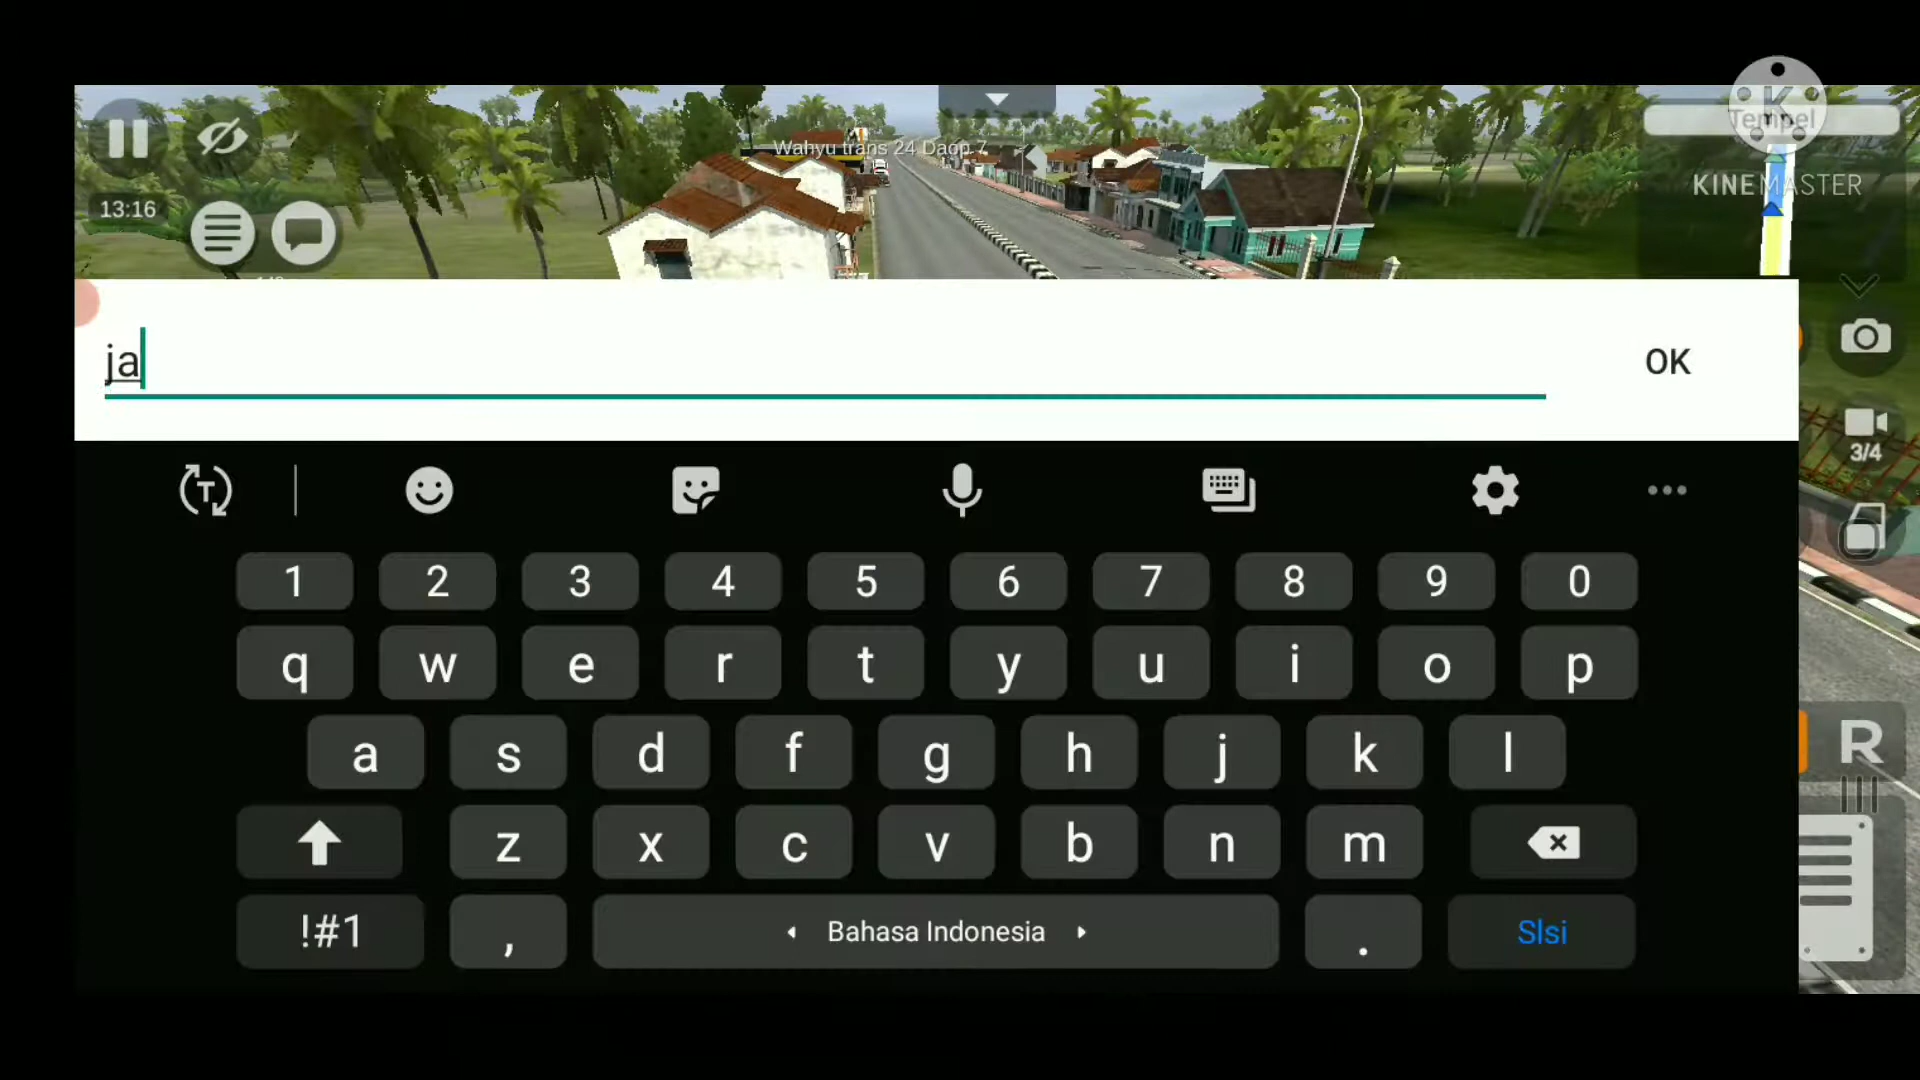 Wahyu trans 24 Daop 7
K
Tempel
KINEMASTER
13:16
ja
OK
3/4
1 2 3 4 5 6 7 8 9 0
q w e r t y u i o p
a s d f g h j k l
z x c v b n m
!#1 , Bahasa Indonesia . Slsi
R